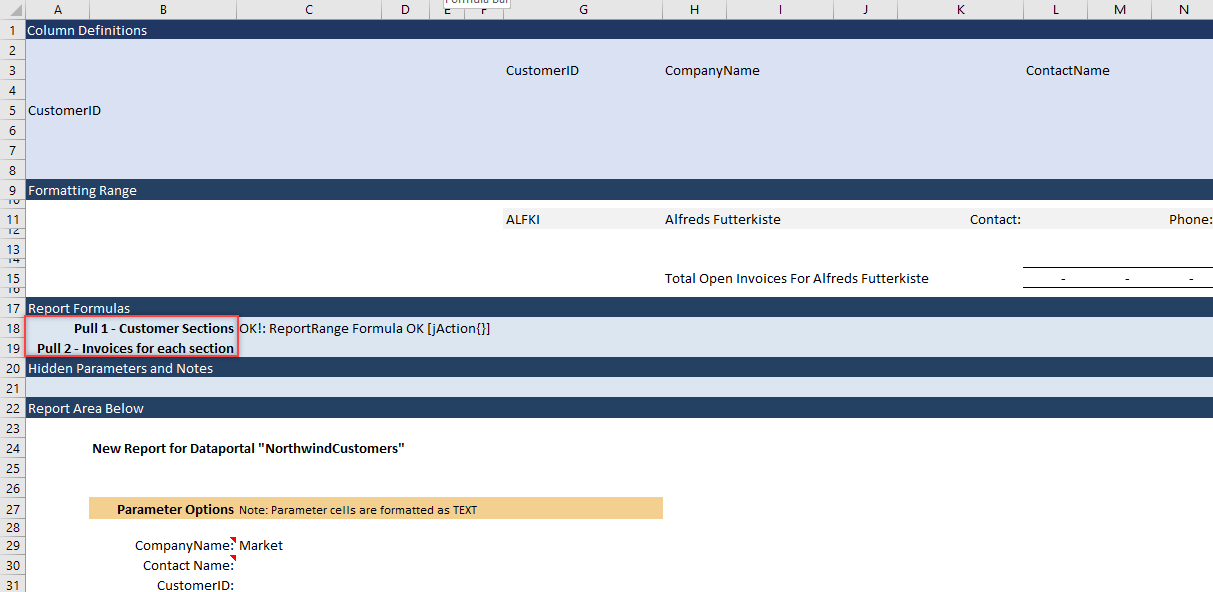 Formula Bar
A B C D E F G H I J K L M N
1 Column Definitions
2
3 CustomerID CompanyName ContactName
4
5 CustomerID
6
7
8
9 Formatting Range
10
11 ALFKI Alfreds Futterkiste Contact: Phone:
12
13
14
15 Total Open Invoices For Alfreds Futterkiste - - -
16
17 Report Formulas
18 Pull 1 - Customer Sections OK!: ReportRange Formula OK [jAction{}]
19 Pull 2 - Invoices for each section
20 Hidden Parameters and Notes
21
22 Report Area Below
23
24 New Report for Dataportal "NorthwindCustomers"
25
26
27 Parameter Options Note: Parameter cells are formatted as TEXT
28
29 CompanyName: Market
30 Contact Name:
31 CustomerID: